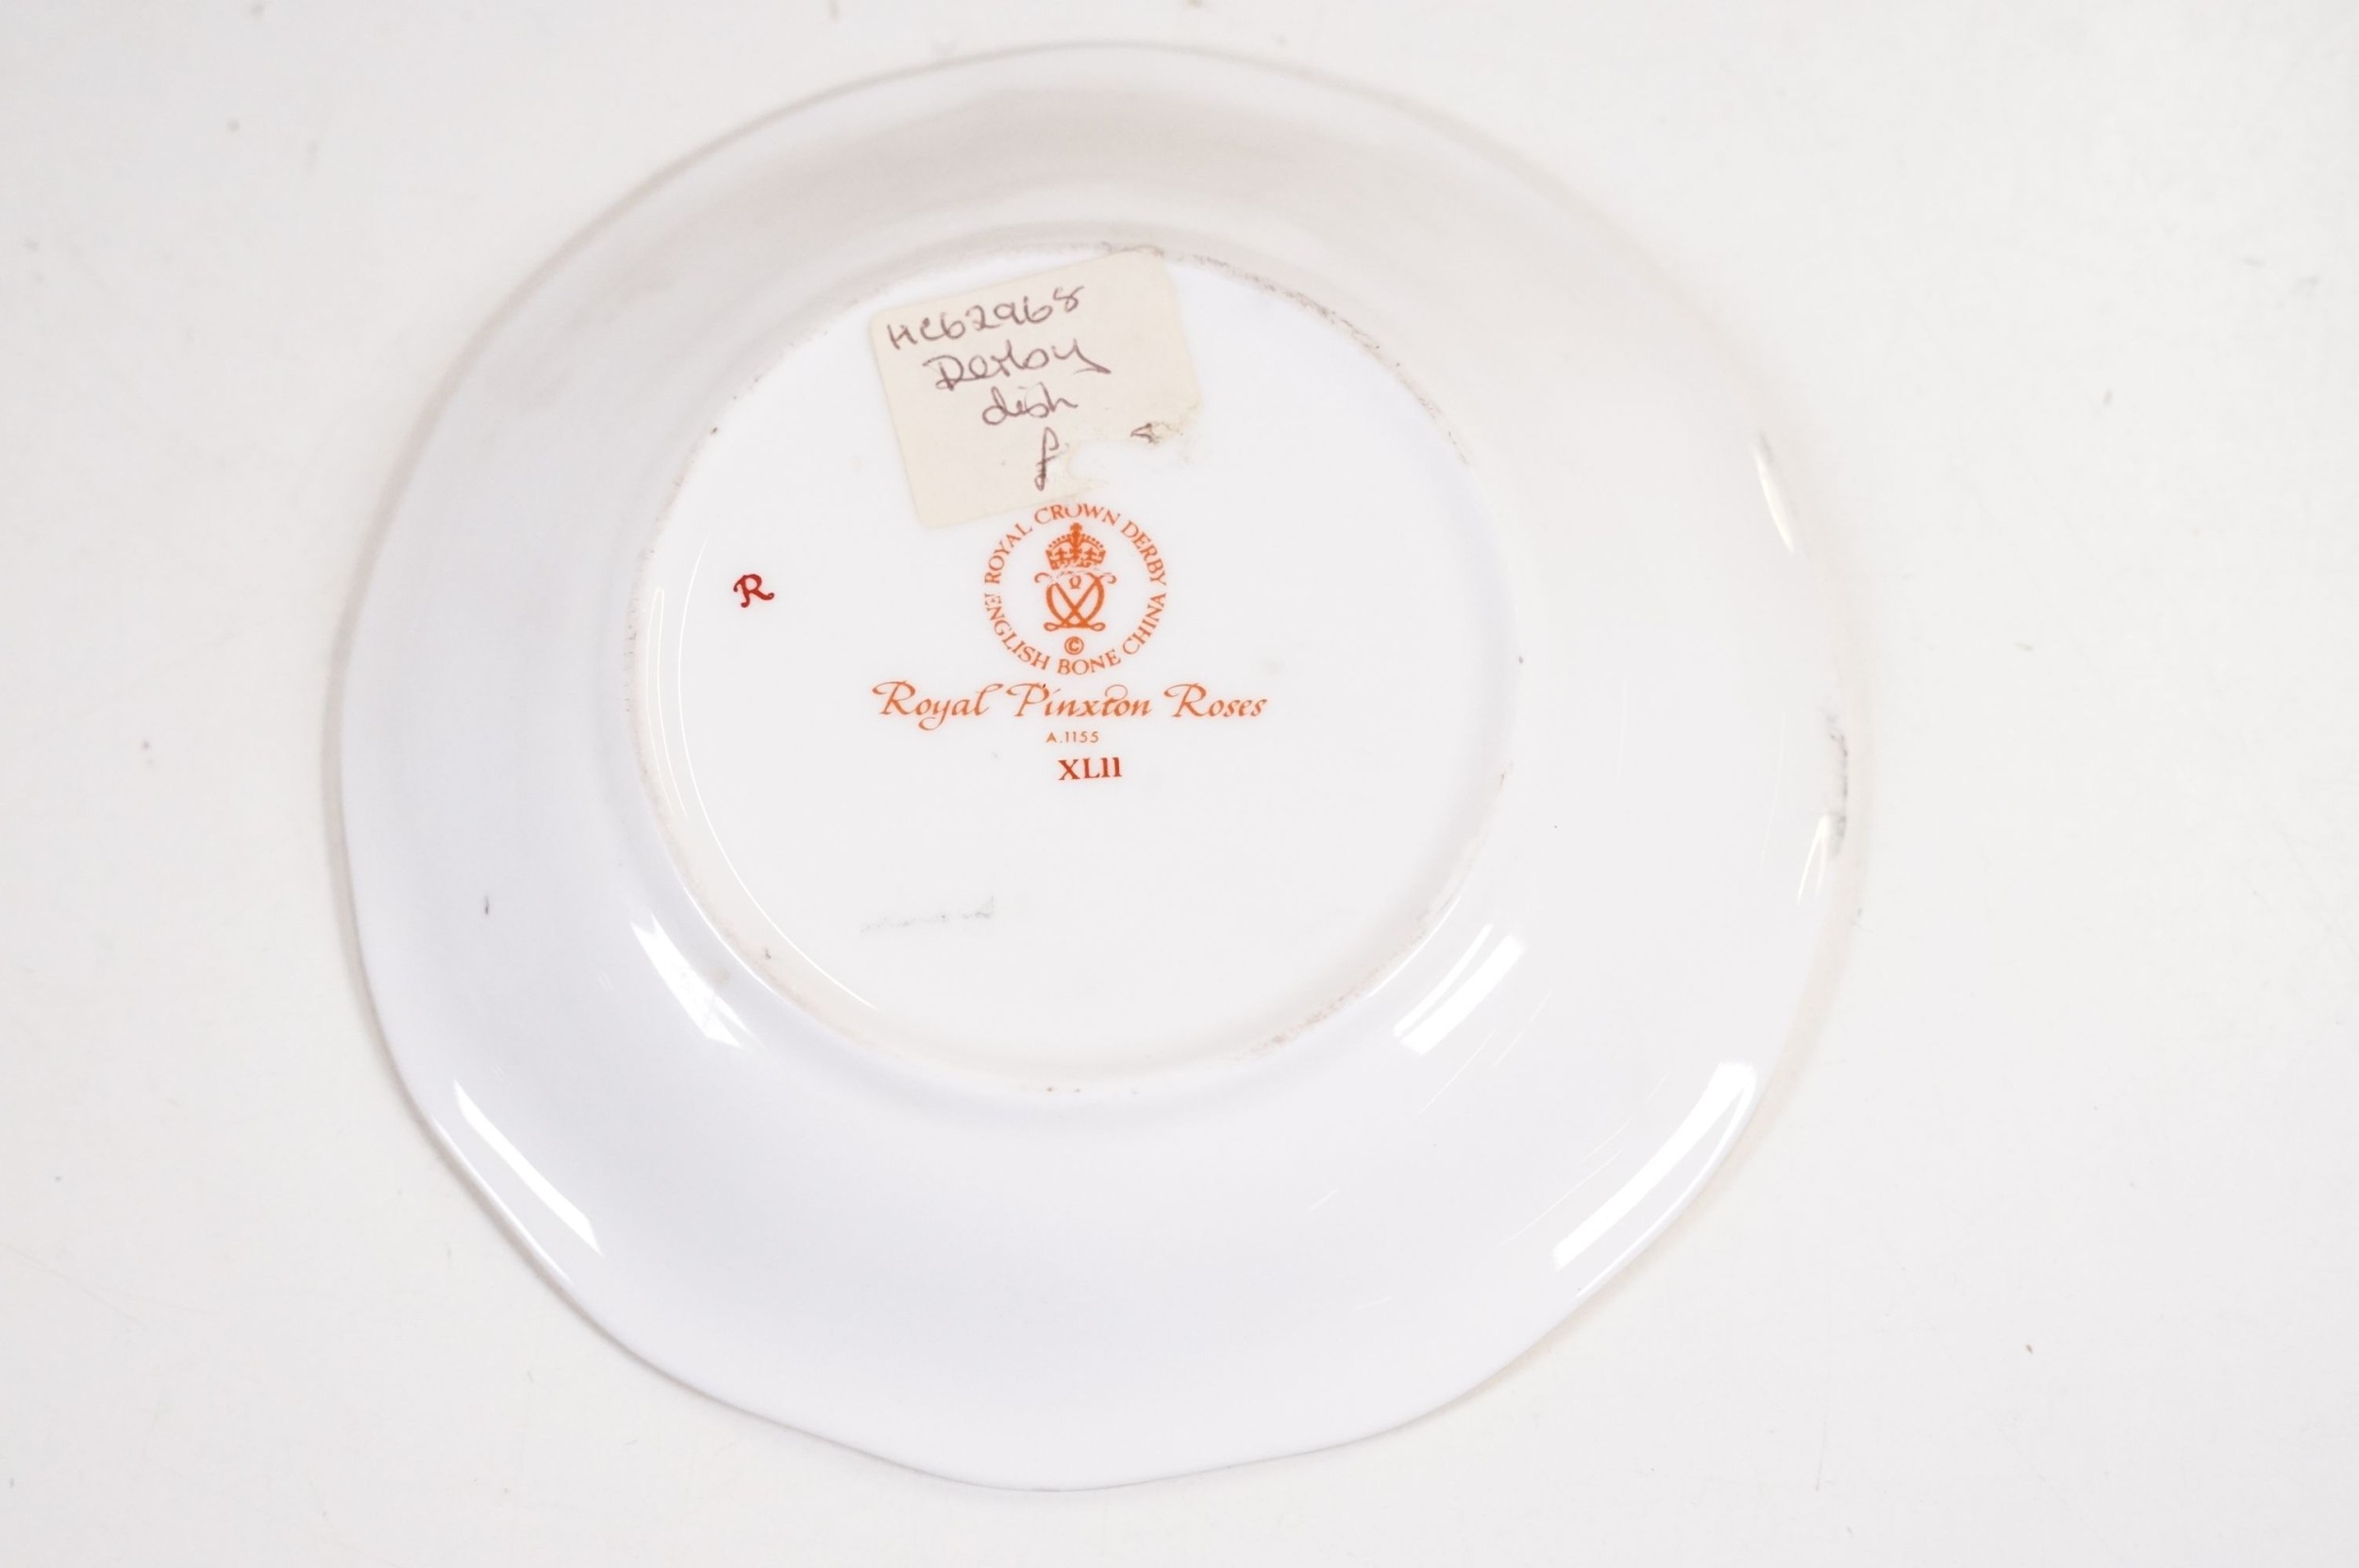 HC62968
Derby
dish
£
ROYAL CROWN DERBY
ENGLISH BONE CHINA
©
R
Royal Pinxton Roses
A.1155
XLII